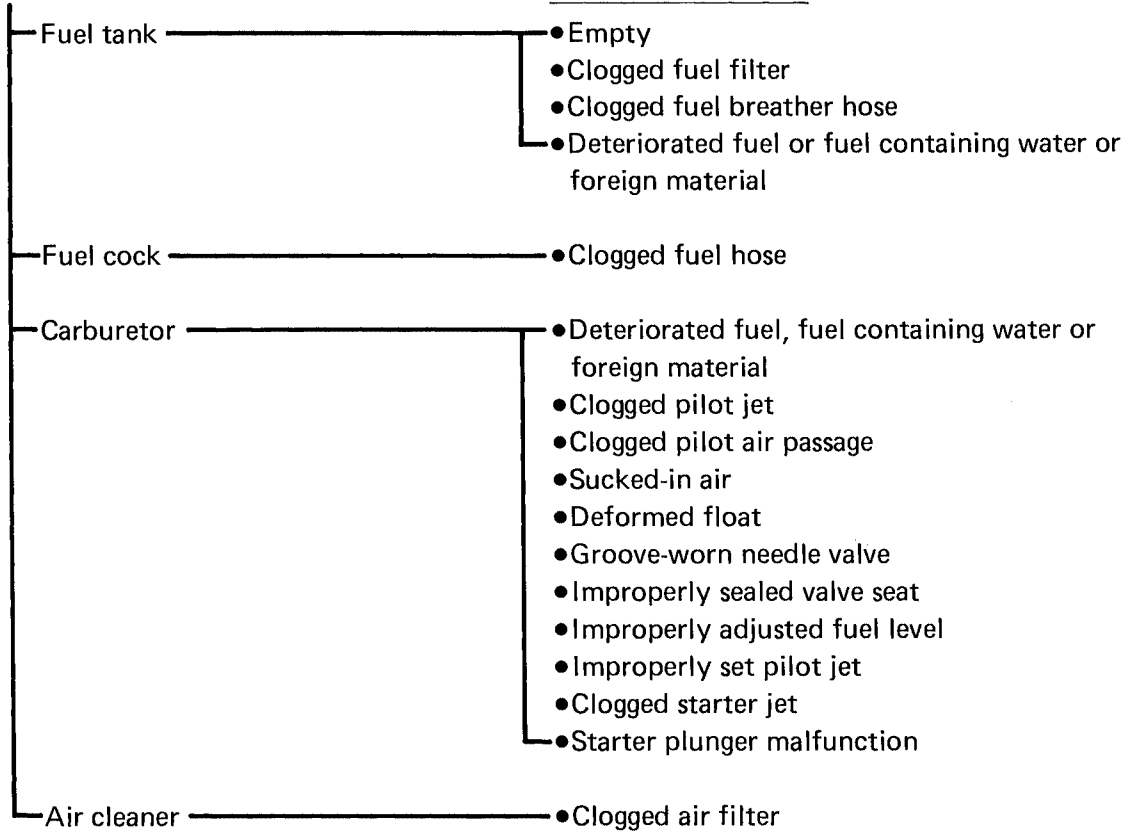 Fuel tank
●Empty
●Clogged fuel filter
●Clogged fuel breather hose
●Deteriorated fuel or fuel containing water or
foreign material
Fuel cock
●Clogged fuel hose
Carburetor
●Deteriorated fuel, fuel containing water or
foreign material
●Clogged pilot jet
●Clogged pilot air passage
●Sucked-in air
●Deformed float
●Groove-worn needle valve
●Improperly sealed valve seat
●Improperly adjusted fuel level
●Improperly set pilot jet
●Clogged starter jet
●Starter plunger malfunction
Air cleaner
●Clogged air filter